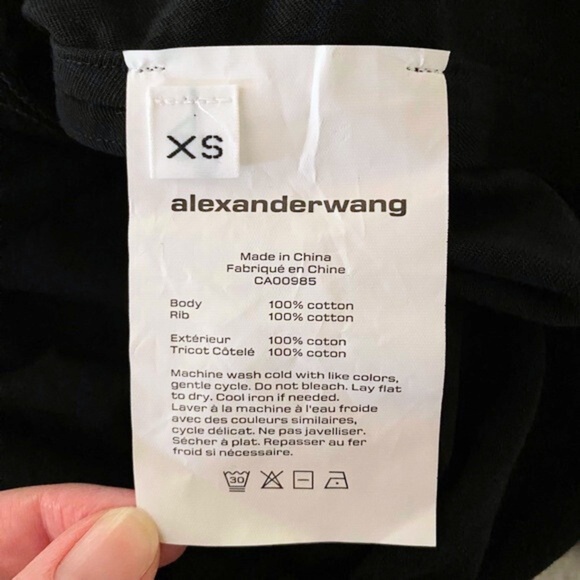 XS
alexanderwang
Made in China
Fabriqué en Chine
CA00985
Body 100% cotton
Rib 100% cotton
Extérieur 100% coton
Tricot Côtelé 100% coton
Machine wash cold with like colors,
gentle cycle. Do not bleach. Lay flat
to dry. Cool iron if needed.
Laver à la machine à l'eau froide
avec des couleurs similaires,
cycle délicat. Ne pas javelliser.
Sécher à plat. Repasser au fer
froid si nécessaire.
30